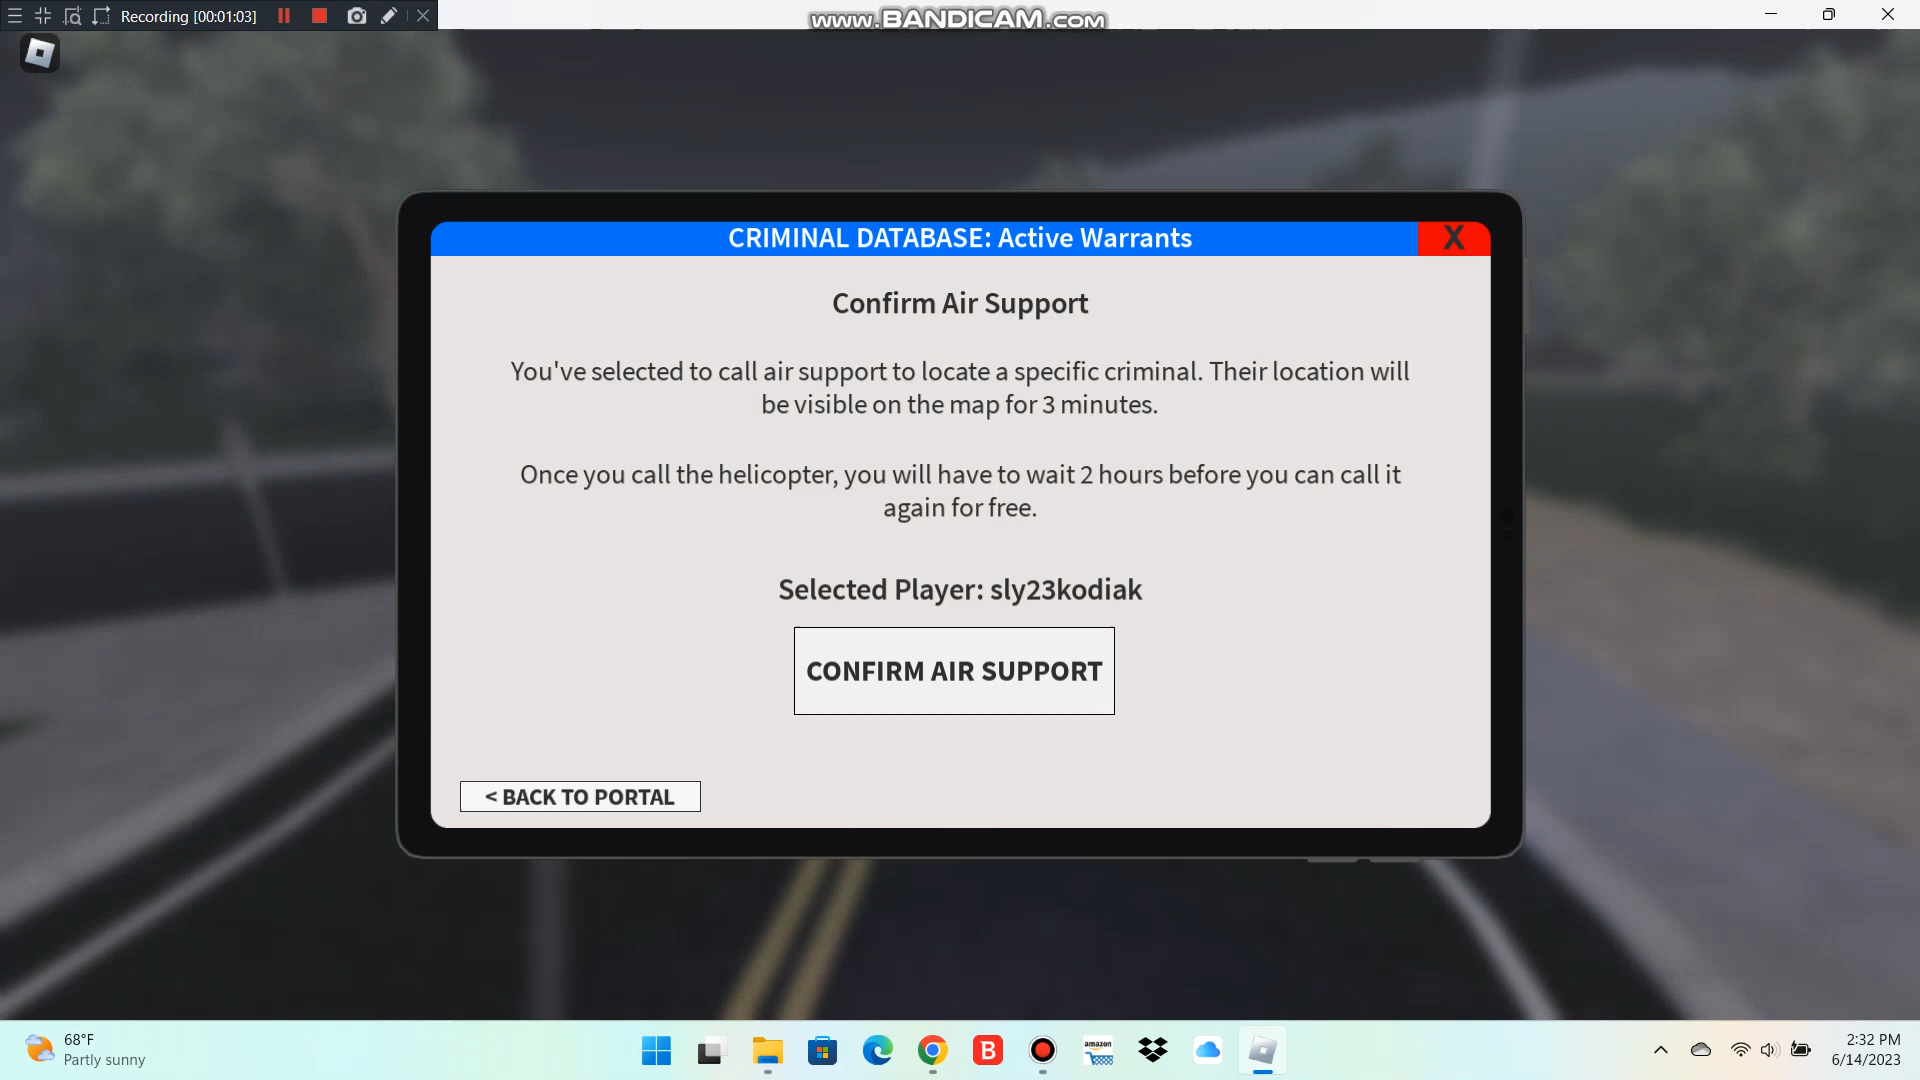 Recording [00:01:03]
www.BANDICAM.com
CRIMINAL DATABASE: Active Warrants
X
Confirm Air Support
You've selected to call air support to locate a specific criminal. Their location will
be visible on the map for 3 minutes.
Once you call the helicopter, you will have to wait 2 hours before you can call it
again for free.
Selected Player: sly23kodiak
CONFIRM AIR SUPPORT
< BACK TO PORTAL
68°F
Partly sunny
B
amazon
2:32 PM
6/14/2023